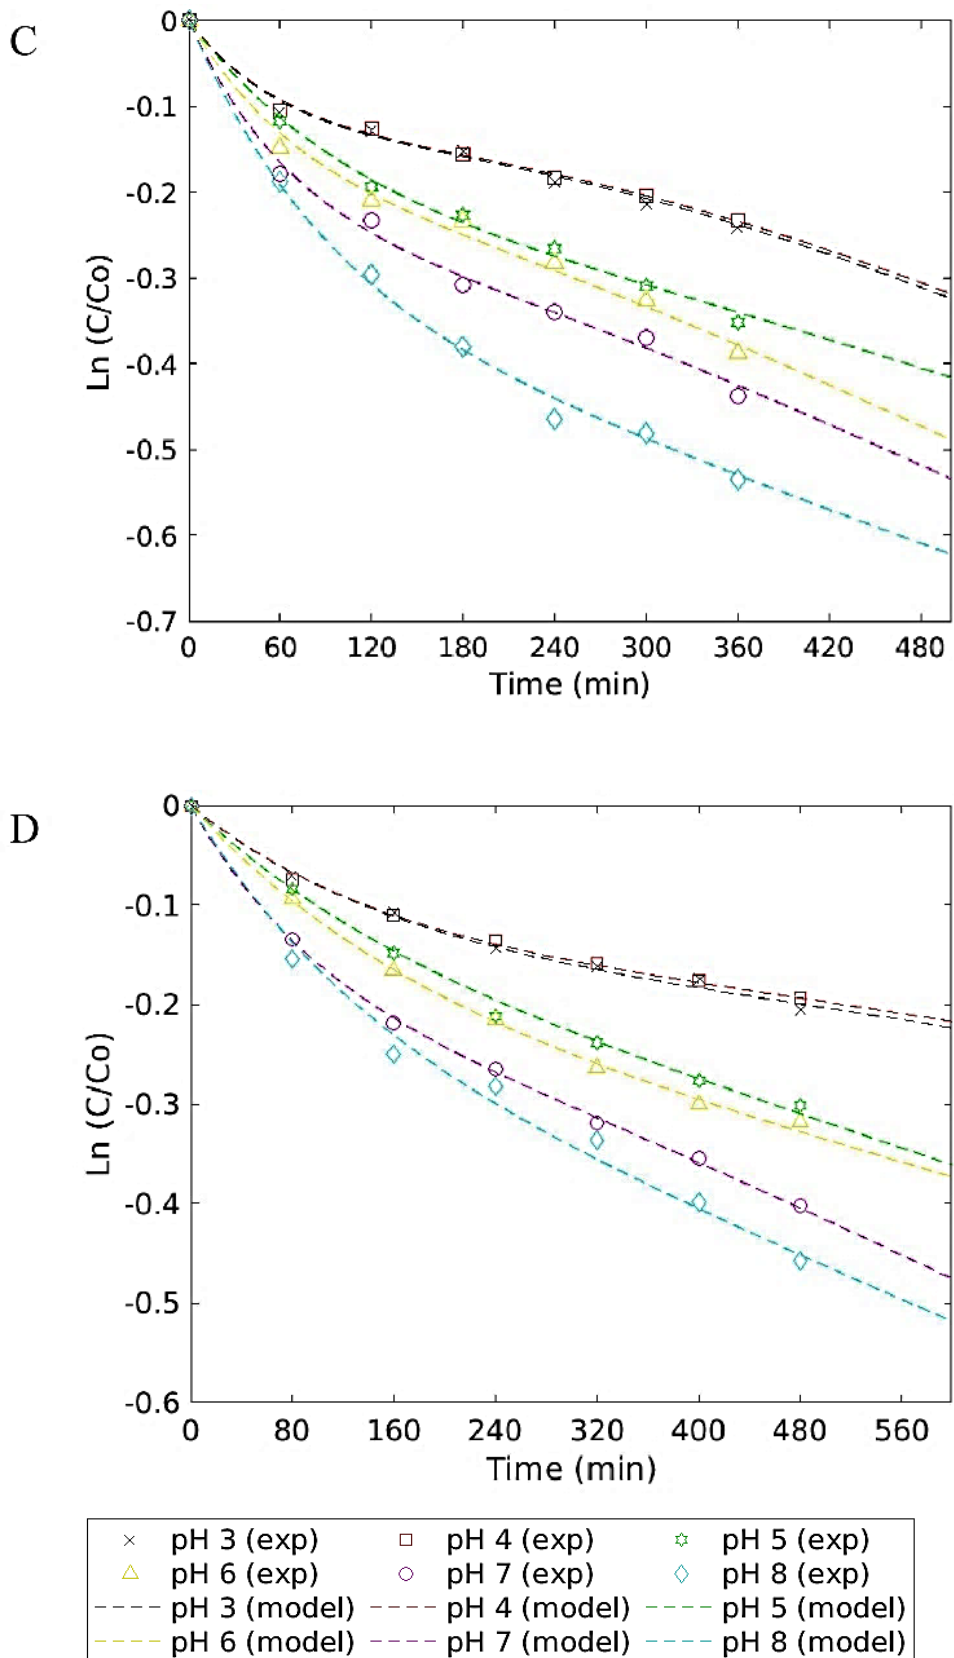 C
0
-0.1
-0.2
-0.3
-0.4
-0.5
-0.6
-0.7
Ln (C/Co)
0 60 120 180 240 300 360 420 480
Time (min)
D
0
-0.1
-0.2
-0.3
-0.4
-0.5
-0.6
Ln (C/Co)
0 80 160 240 320 400 480 560
Time (min)
pH 3 (exp) pH 4 (exp) pH 5 (exp)
pH 6 (exp) pH 7 (exp) pH 8 (exp)
pH 3 (model) pH 4 (model) pH 5 (model)
pH 6 (model) pH 7 (model) pH 8 (model)